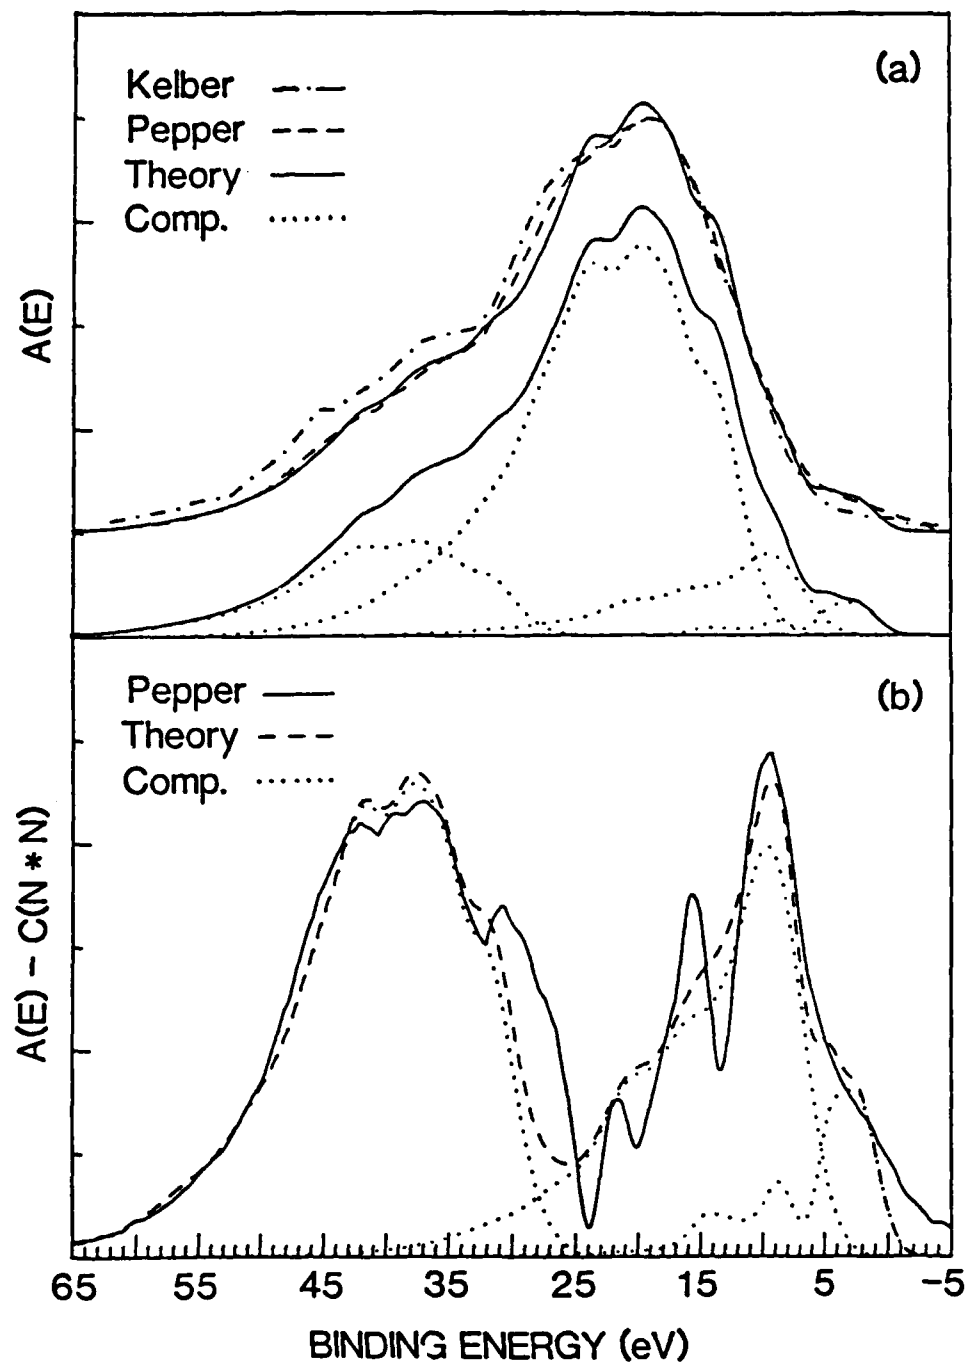 (a)
Kelber
Pepper
Theory
Comp.
A(E)
(b)
Pepper
Theory
Comp.
A(E) – C(N * N)
65 55 45 35 25 15 5 –5
BINDING ENERGY (eV)